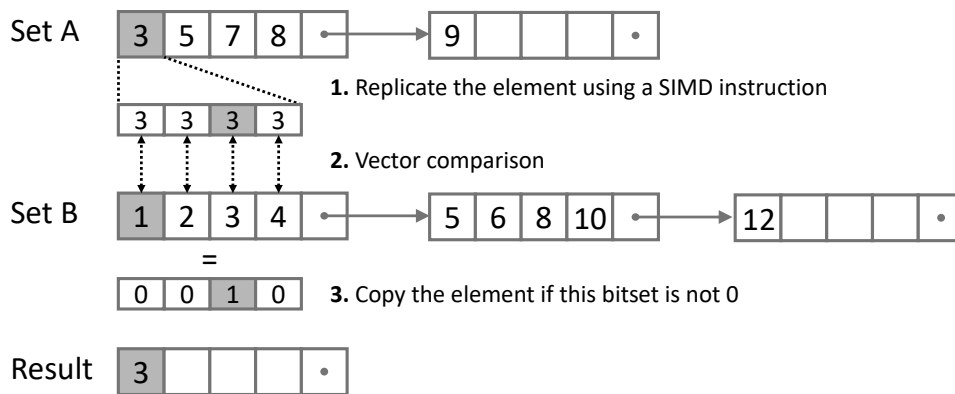 Set A 3 5 7 8 9
1. Replicate the element using a SIMD instruction
3 3 3 3
2. Vector comparison
Set B 1 2 3 4 5 6 8 10 12
=
0 0 1 0 3. Copy the element if this bitset is not 0
Result 3